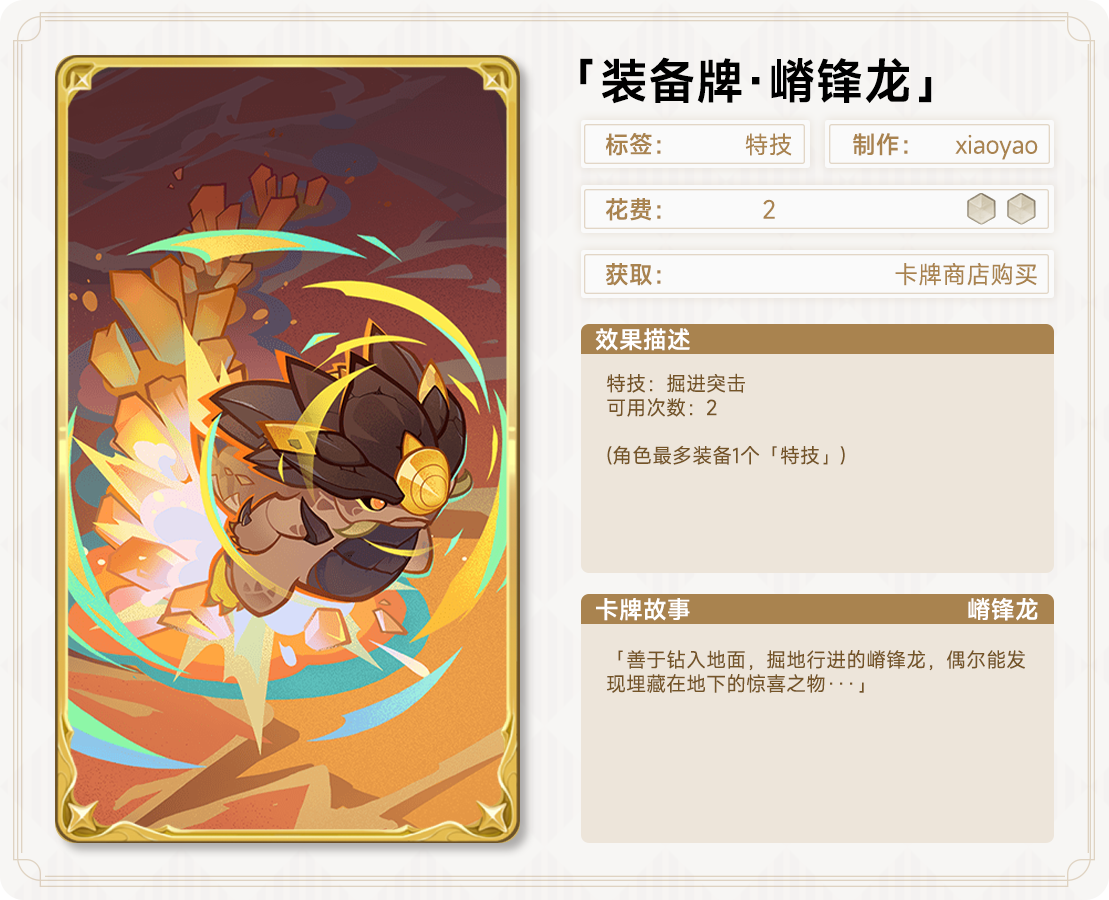 「装备牌·嵴锋龙」
标签： 特技 制作： xiaoyao
花费： 2
获取： 卡牌商店购买
效果描述
特技：掘进突击
可用次数：2
(角色最多装备1个「特技」)
卡牌故事 嵴锋龙
「善于钻入地面，掘地行进的嵴锋龙，偶尔能发
现埋藏在地下的惊喜之物···」